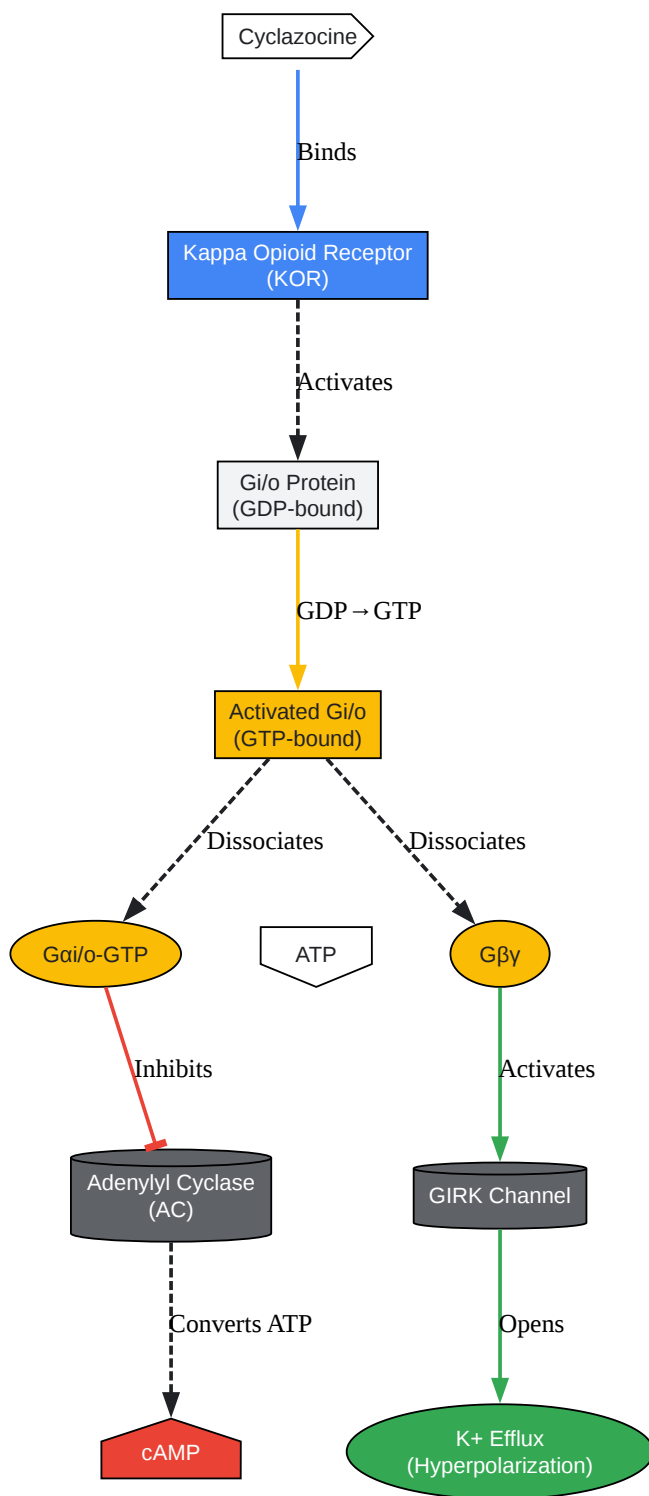 Cyclazocine
Binds
Kappa Opioid Receptor
(KOR)
Activates
Gi/o Protein
(GDP-bound)
GDP→GTP
Activated Gi/o
(GTP-bound)
Dissociates
Dissociates
Gαi/o-GTP
ATP
Gβγ
Inhibits
Activates
Adenylyl Cyclase
(AC)
GIRK Channel
Converts ATP
Opens
cAMP
K+ Efflux
(Hyperpolarization)